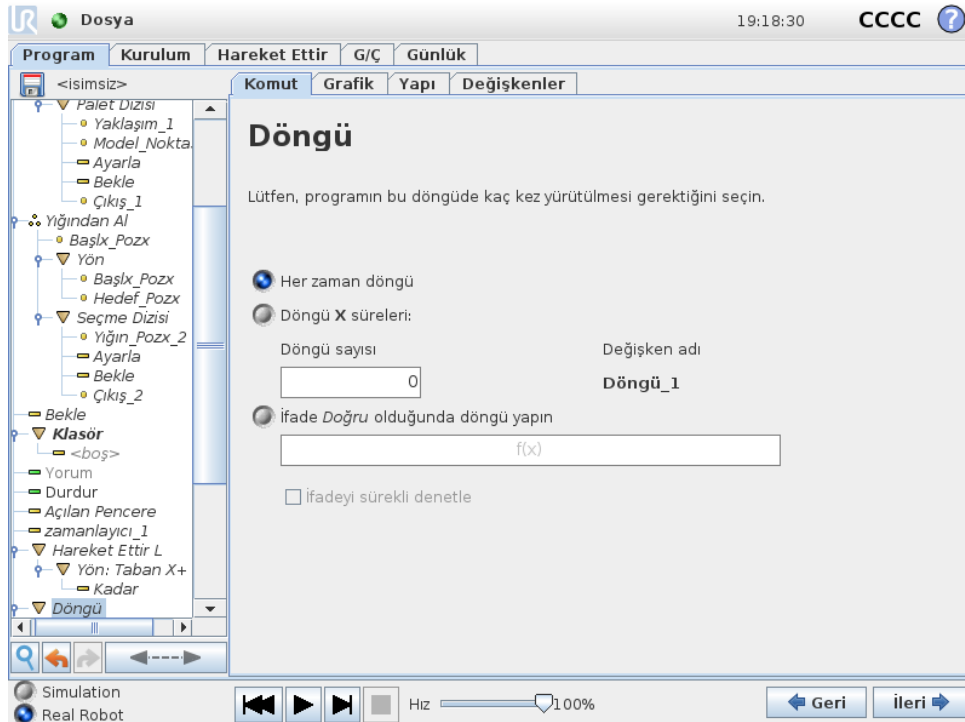 UR Dosya 19:18:30 CCCC ?
Program Kurulum Hareket Ettir G/Ç Günlük
<isimsiz>
Palet Dizisi
Yaklaşım_1
Model_Nokta
Ayarla
Bekle
Çıkış_1
Yığından Al
Başlx_Pozx
Yön
Başlx_Pozx
Hedef_Pozx
Seçme Dizisi
Yığın_Pozx_2
Ayarla
Bekle
Çıkış_2
Bekle
Klasör
<boş>
Yorum
Durdur
Açılan Pencere
zamanlayıcı_1
Hareket Ettir L
Yön: Taban X+
Kadar
Döngü
Komut Grafik Yapı Değişkenler
Döngü
Lütfen, programın bu döngüde kaç kez yürütülmesi gerektiğini seçin.
Her zaman döngü
Döngü X süreleri:
Döngü sayısı Değişken adı
0 Döngü_1
İfade Doğru olduğunda döngü yapın
f(x)
İfadeyi sürekli denetle
Simulation
Real Robot
Hız 100%
Geri İleri